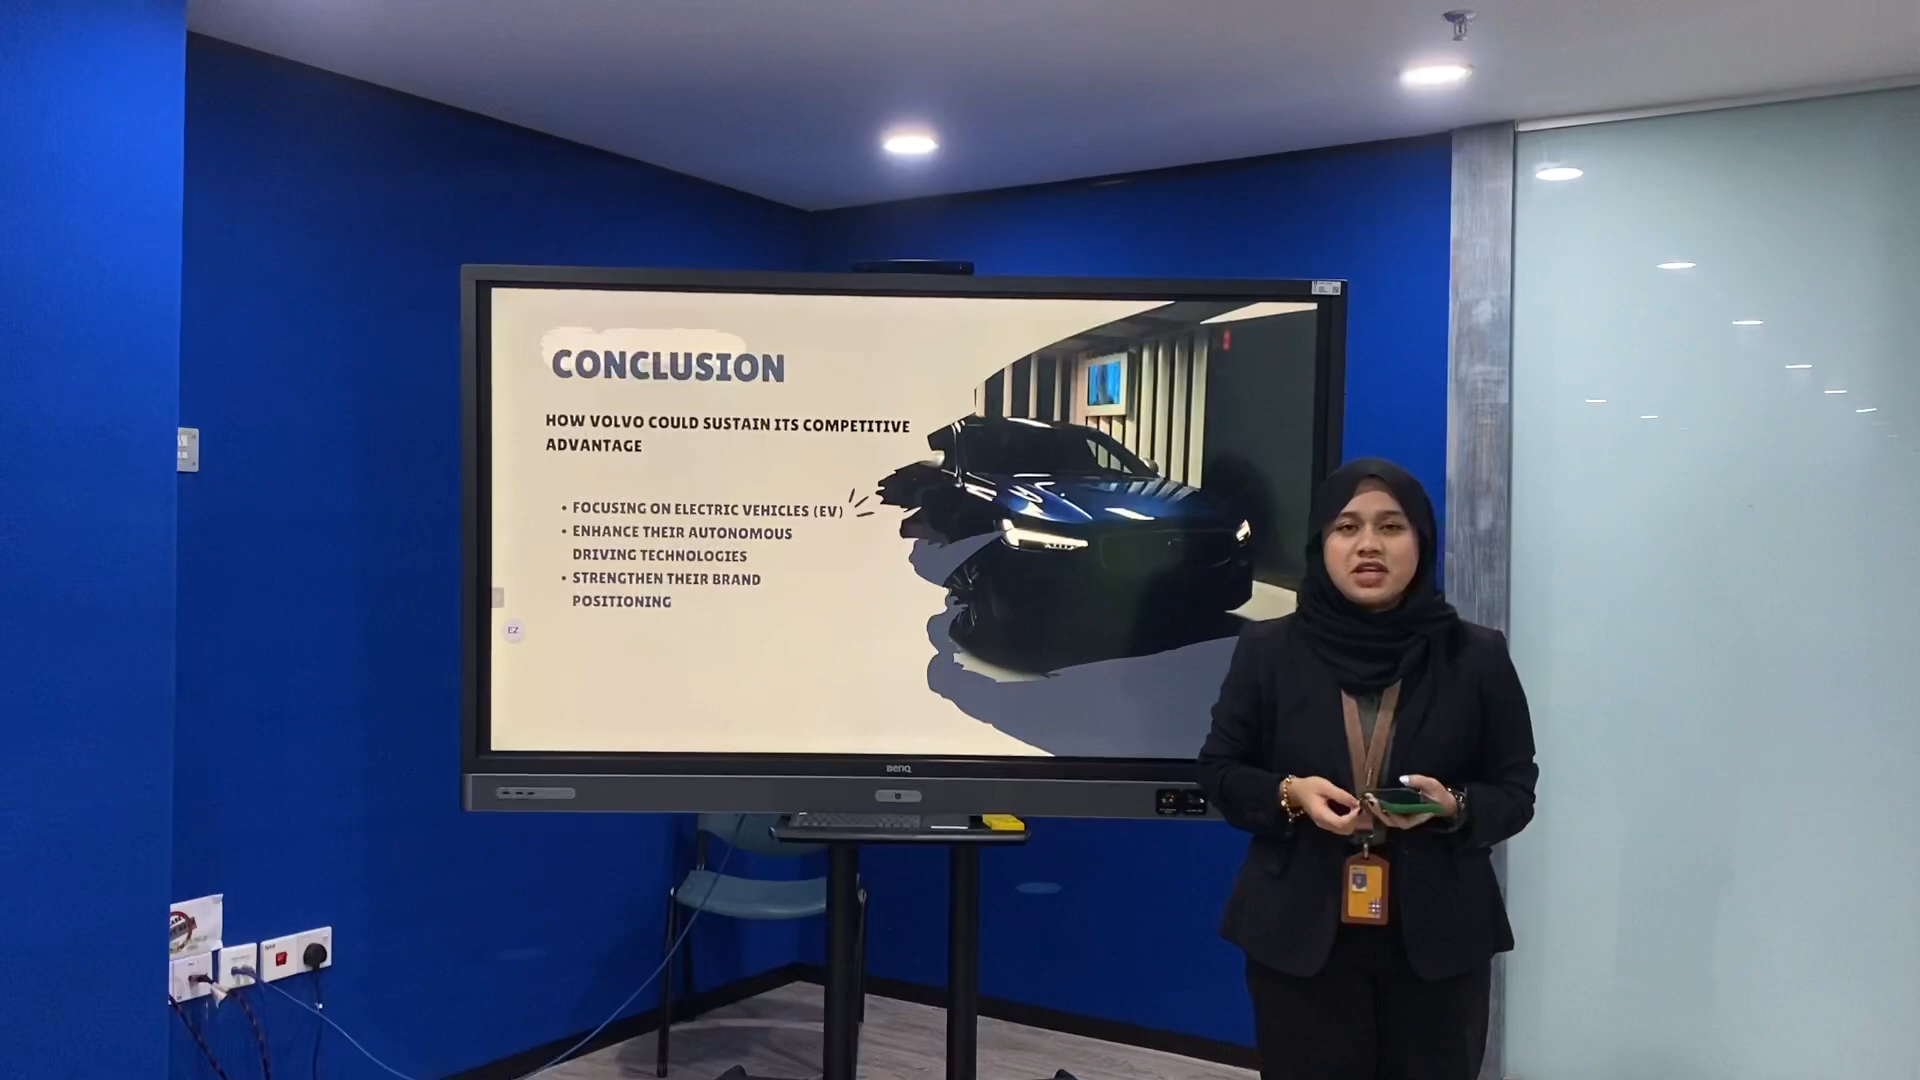 CONCLUSION
HOW VOLVO COULD SUSTAIN ITS COMPETITIVE
ADVANTAGE
• FOCUSING ON ELECTRIC VEHICLES (EV)
• ENHANCE THEIR AUTONOMOUS
DRIVING TECHNOLOGIES
• STRENGTHEN THEIR BRAND
POSITIONING
EZ
BenQ